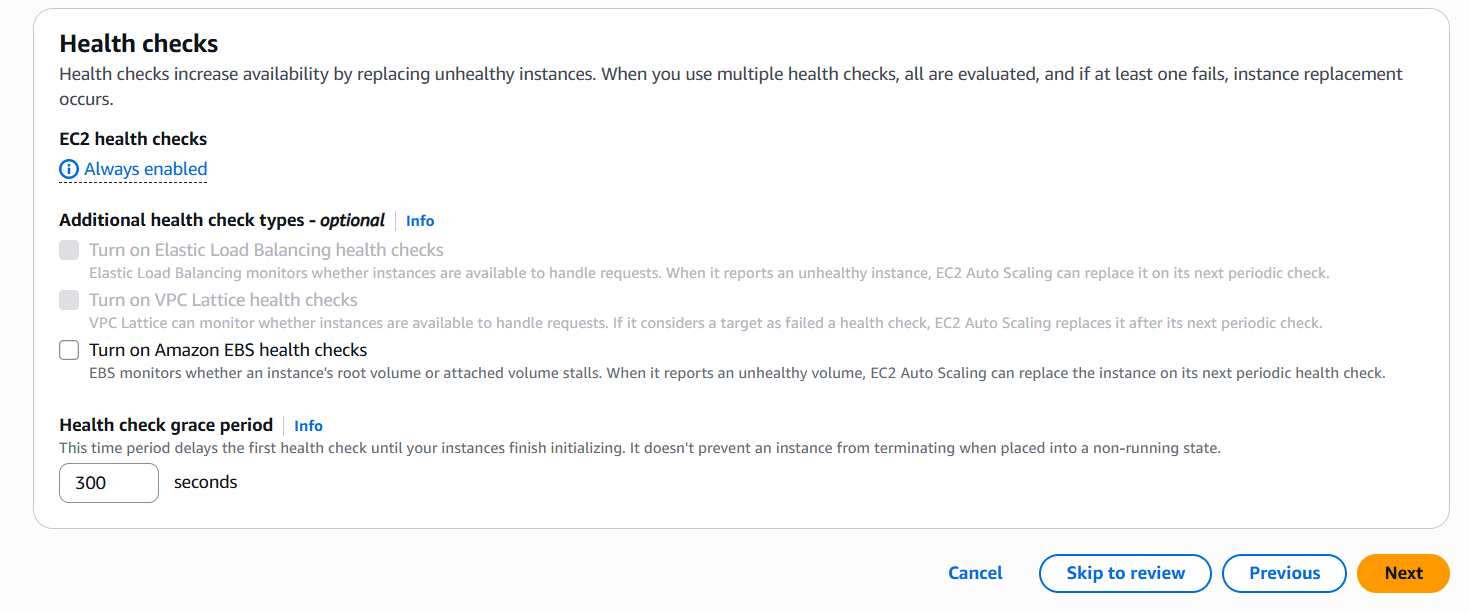 Health checks
Health checks increase availability by replacing unhealthy instances. When you use multiple health checks, all are evaluated, and if at least one fails, instance replacement
occurs.
EC2 health checks
Always enabled
Additional health check types - optional Info
Turn on Elastic Load Balancing health checks
Elastic Load Balancing monitors whether instances are available to handle requests. When it reports an unhealthy instance, EC2 Auto Scaling can replace it on its next periodic check.
Turn on VPC Lattice health checks
VPC Lattice can monitor whether instances are available to handle requests. If it considers a target as failed a health check, EC2 Auto Scaling replaces it after its next periodic check.
Turn on Amazon EBS health checks
EBS monitors whether an instance's root volume or attached volume stalls. When it reports an unhealthy volume, EC2 Auto Scaling can replace the instance on its next periodic health check.
Health check grace period Info
This time period delays the first health check until your instances finish initializing. It doesn't prevent an instance from terminating when placed into a non-running state.
300 seconds
Cancel Skip to review Previous Next